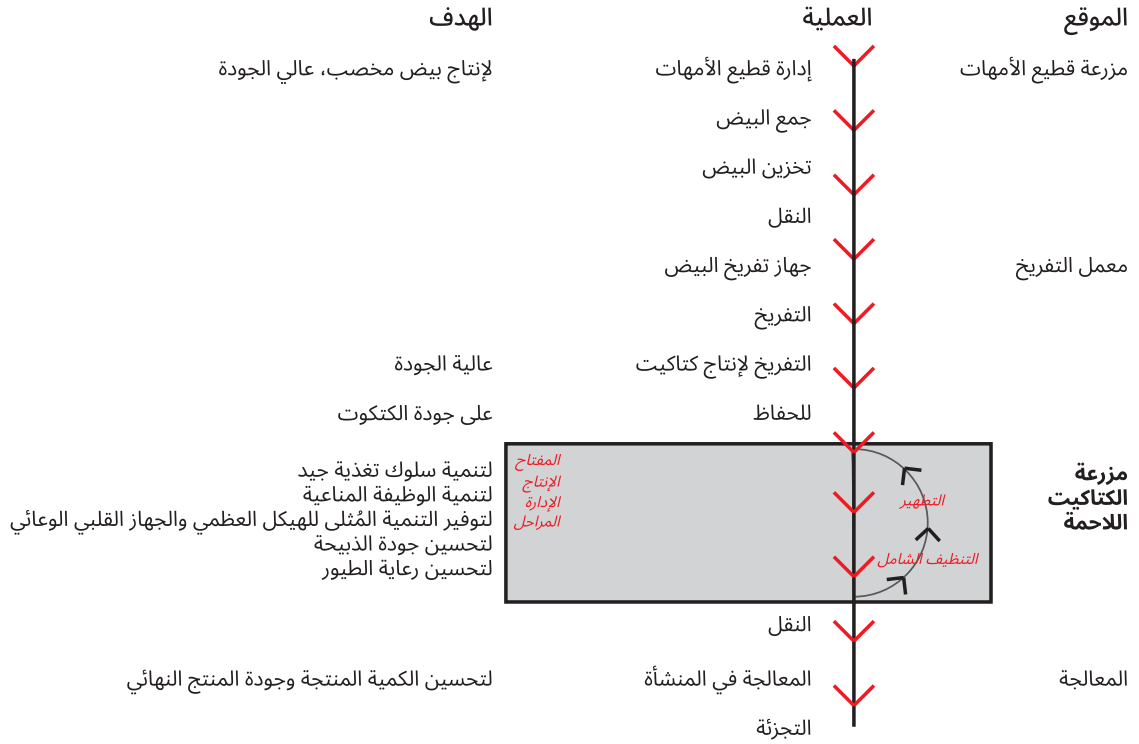 الموقع
العملية
الهدف
مزرعة قطيع الأمهات
إدارة قطيع الأمهات
لإنتاج بيض مخصب، عالي الجودة
جمع البيض
تخزين البيض
النقل
معمل التفريخ
جهاز تفريخ البيض
التفريخ
التفريخ لإنتاج كتاكيت
عالية الجودة
للحفاظ
على جودة الكتكوت
مزرعة
الكتاكيت
اللاحمة
التطهير
التنظيف الشامل
المفتاح
الإنتاج
الإدارة
المراحل
لتنمية سلوك تغذية جيد
لتنمية الوظيفة المناعية
لتوفير التنمية المُثلى للهيكل العظمي والجهاز القلبي الوعائي
لتحسين جودة الذبيحة
لتحسين رعاية الطيور
النقل
المعالجة
المعالجة في المنشأة
لتحسين الكمية المنتجة وجودة المنتج النهائي
التجزئة